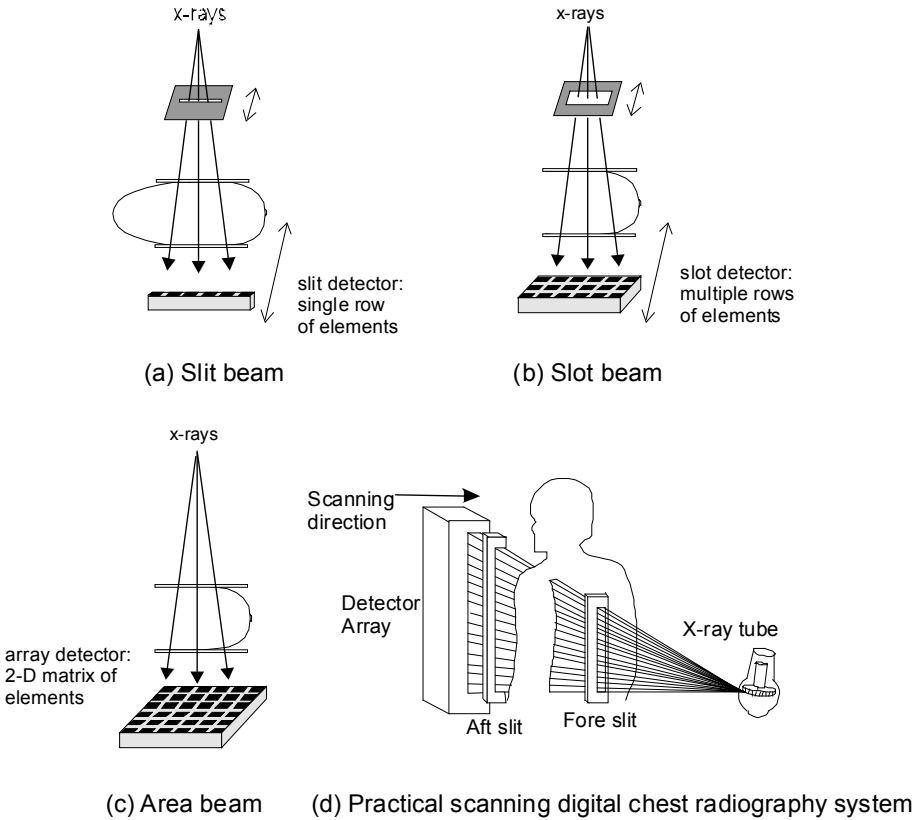 x-rays
slit detector:
single row
of elements
(a) Slit beam
x-rays
slot detector:
multiple rows
of elements
(b) Slot beam
x-rays
array detector:
2-D matrix of
elements
(c) Area beam
Scanning
direction
Detector
Array
X-ray tube
Aft slit
Fore slit
(d) Practical scanning digital chest radiography system